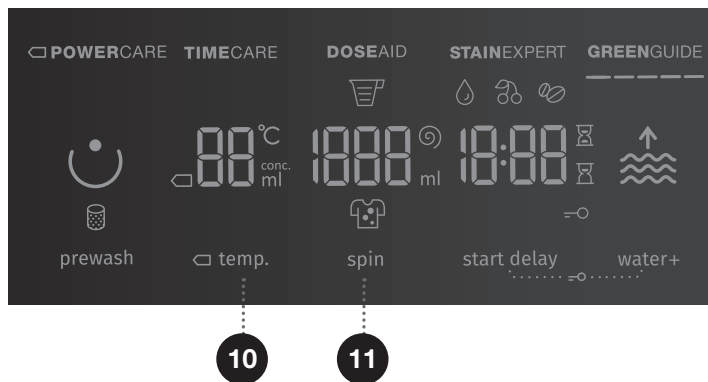 POWERCARE TIMECARE DOSEAID STAINEXPERT GREENGUIDE
88 °C conc. ml 1888 ml 18:88
prewash temp. spin start delay water+
10 11